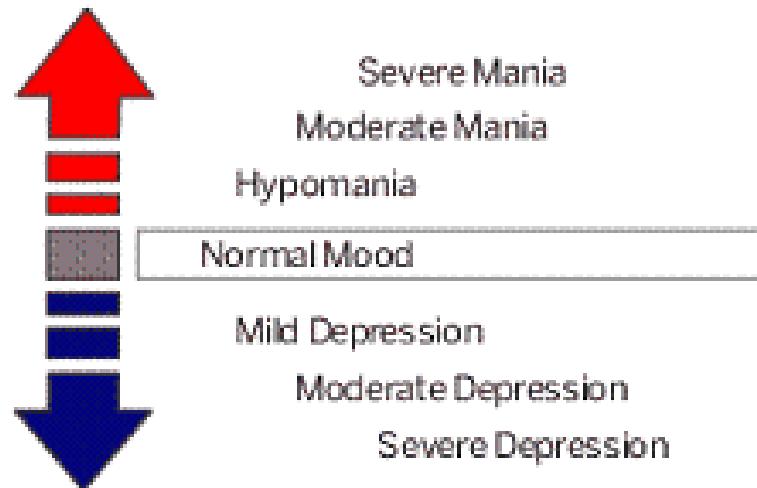 Severe Mania
Moderate Mania
Hypomania
Normal Mood
Mild Depression
Moderate Depression
Severe Depression